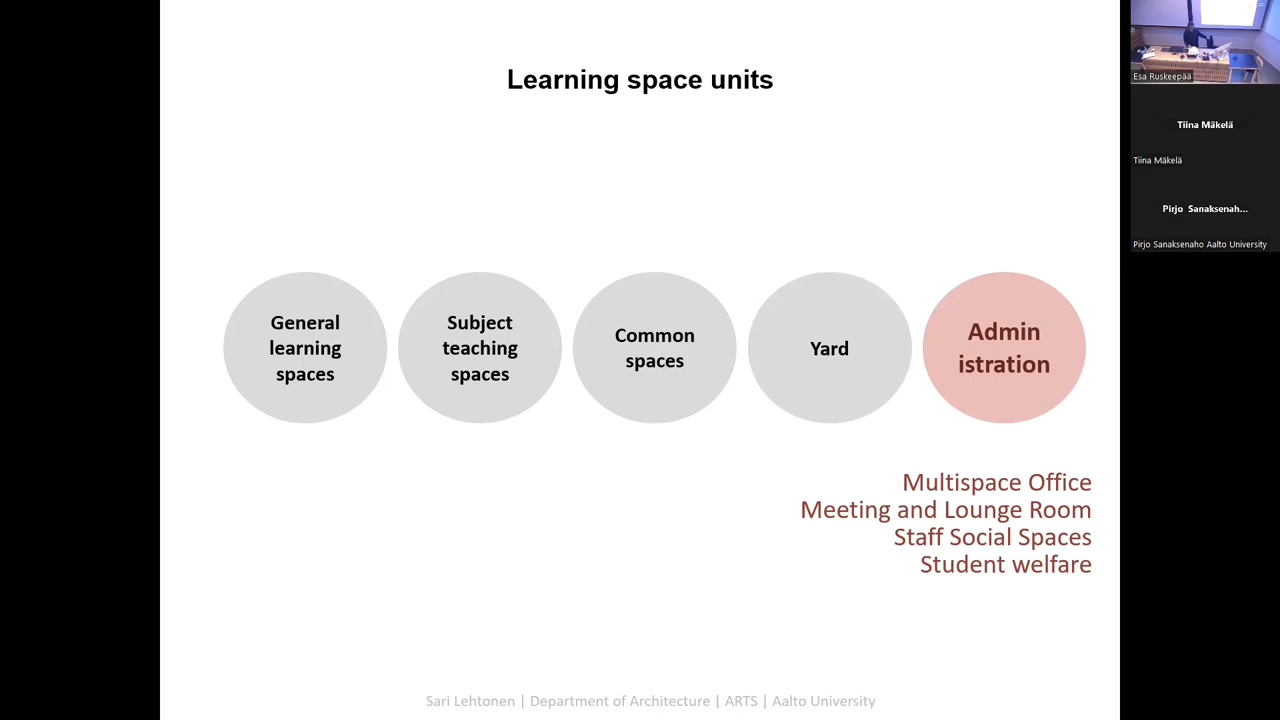 Learning space units
General
learning
spaces
Subject
teaching
spaces
Common
spaces
Yard
Admin
istration
Multispace Office
Meeting and Lounge Room
Staff Social Spaces
Student welfare
Sari Lehtonen | Department of Architecture | ARTS | Aalto University
Esa Ruskeepää
Tiina Mäkelä
Tiina Mäkelä
Pirjo Sanaksenah...
Pirjo Sanaksenaho Aalto University